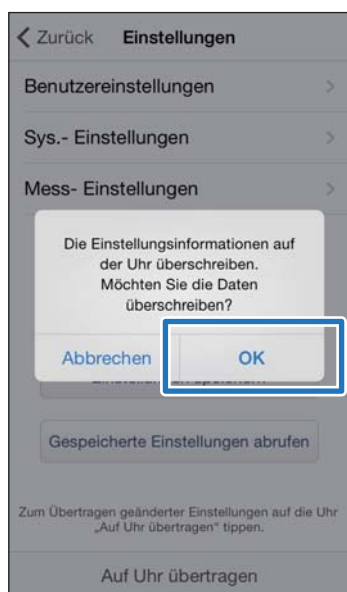 Zurück Einstellungen
Benutzereinstellungen
Sys.- Einstellungen
Mess- Einstellungen
Die Einstellungsinformationen auf
der Uhr überschreiben.
Möchten Sie die Daten
überschreiben?
Abbrechen OK
Gespeicherte Einstellungen abrufen
Zum Übertragen geänderter Einstellungen auf die Uhr
„Auf Uhr übertragen" tippen.
Auf Uhr übertragen